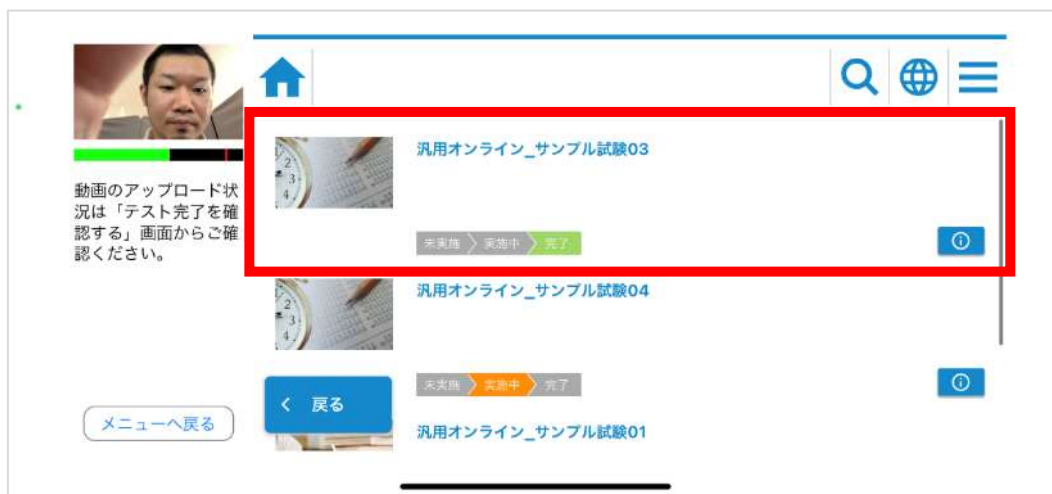 汎用オンライン_サンプル試験03
動画のアップロード状
況は「テスト完了を確
認する」画面からご確
認ください。
未実施 実施中 完了
汎用オンライン_サンプル試験04
未実施 実施中 完了
戻る
メニューへ戻る
汎用オンライン_サンプル試験01